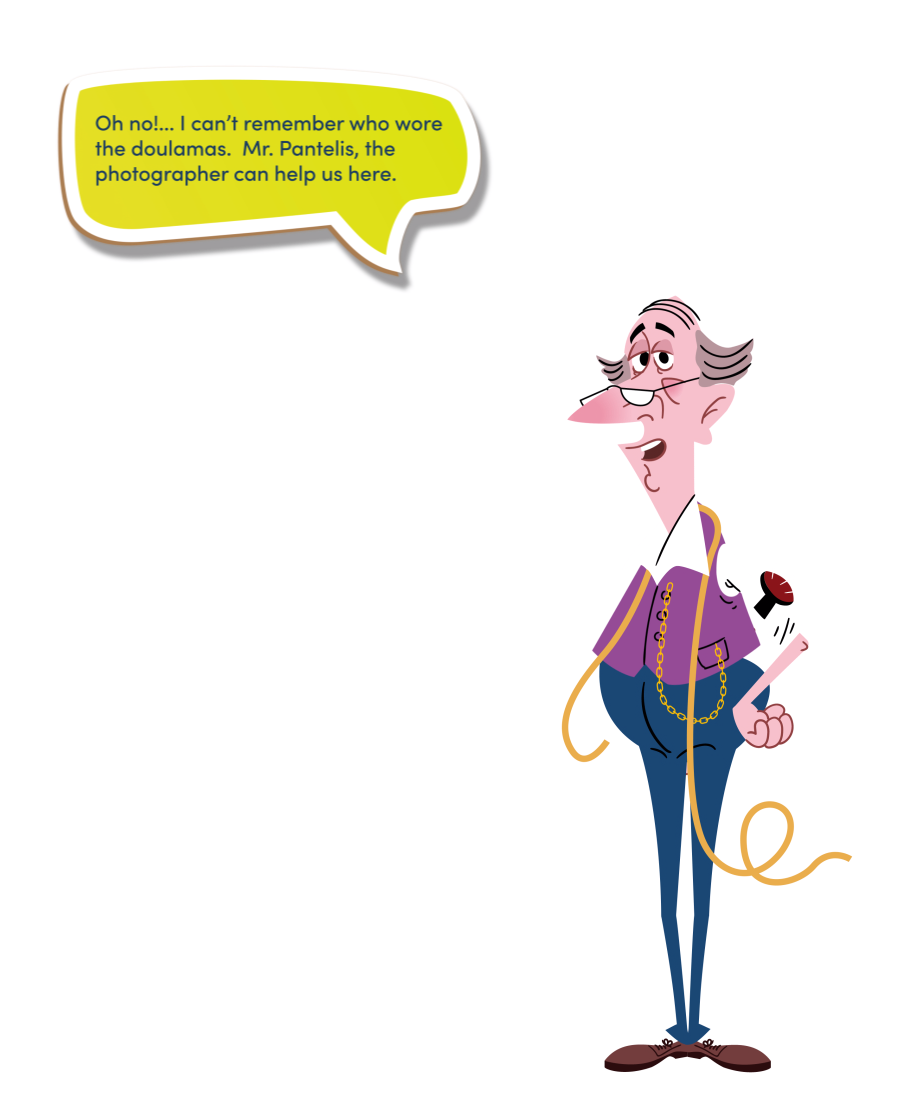 Oh no!... I can’t remember who wore
the doulamas.  Mr. Pantelis, the
photographer can help us here.